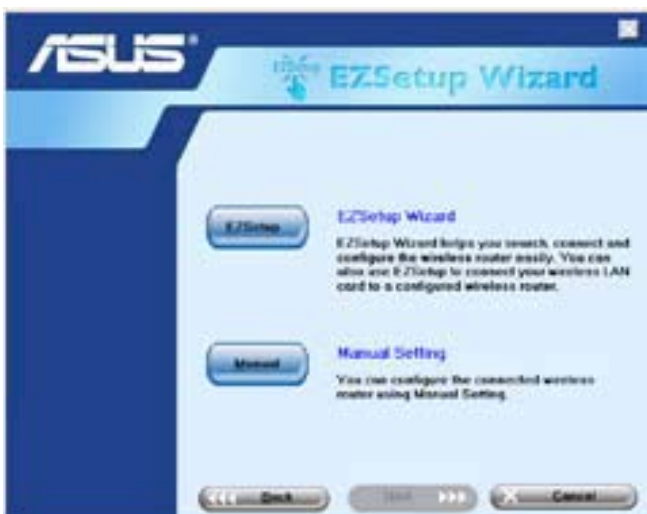 ASUS
EZSetup Wizard
EZSetup
EZSetup Wizard
EZSetup Wizard helps you search, connect and
configure the wireless router easily. You can
also use EZSetup to connect your wireless LAN
card to a configured wireless router.
Manual
Manual Setting
You can configure the connected wireless
router using Manual Setting.
Back
Next
Cancel